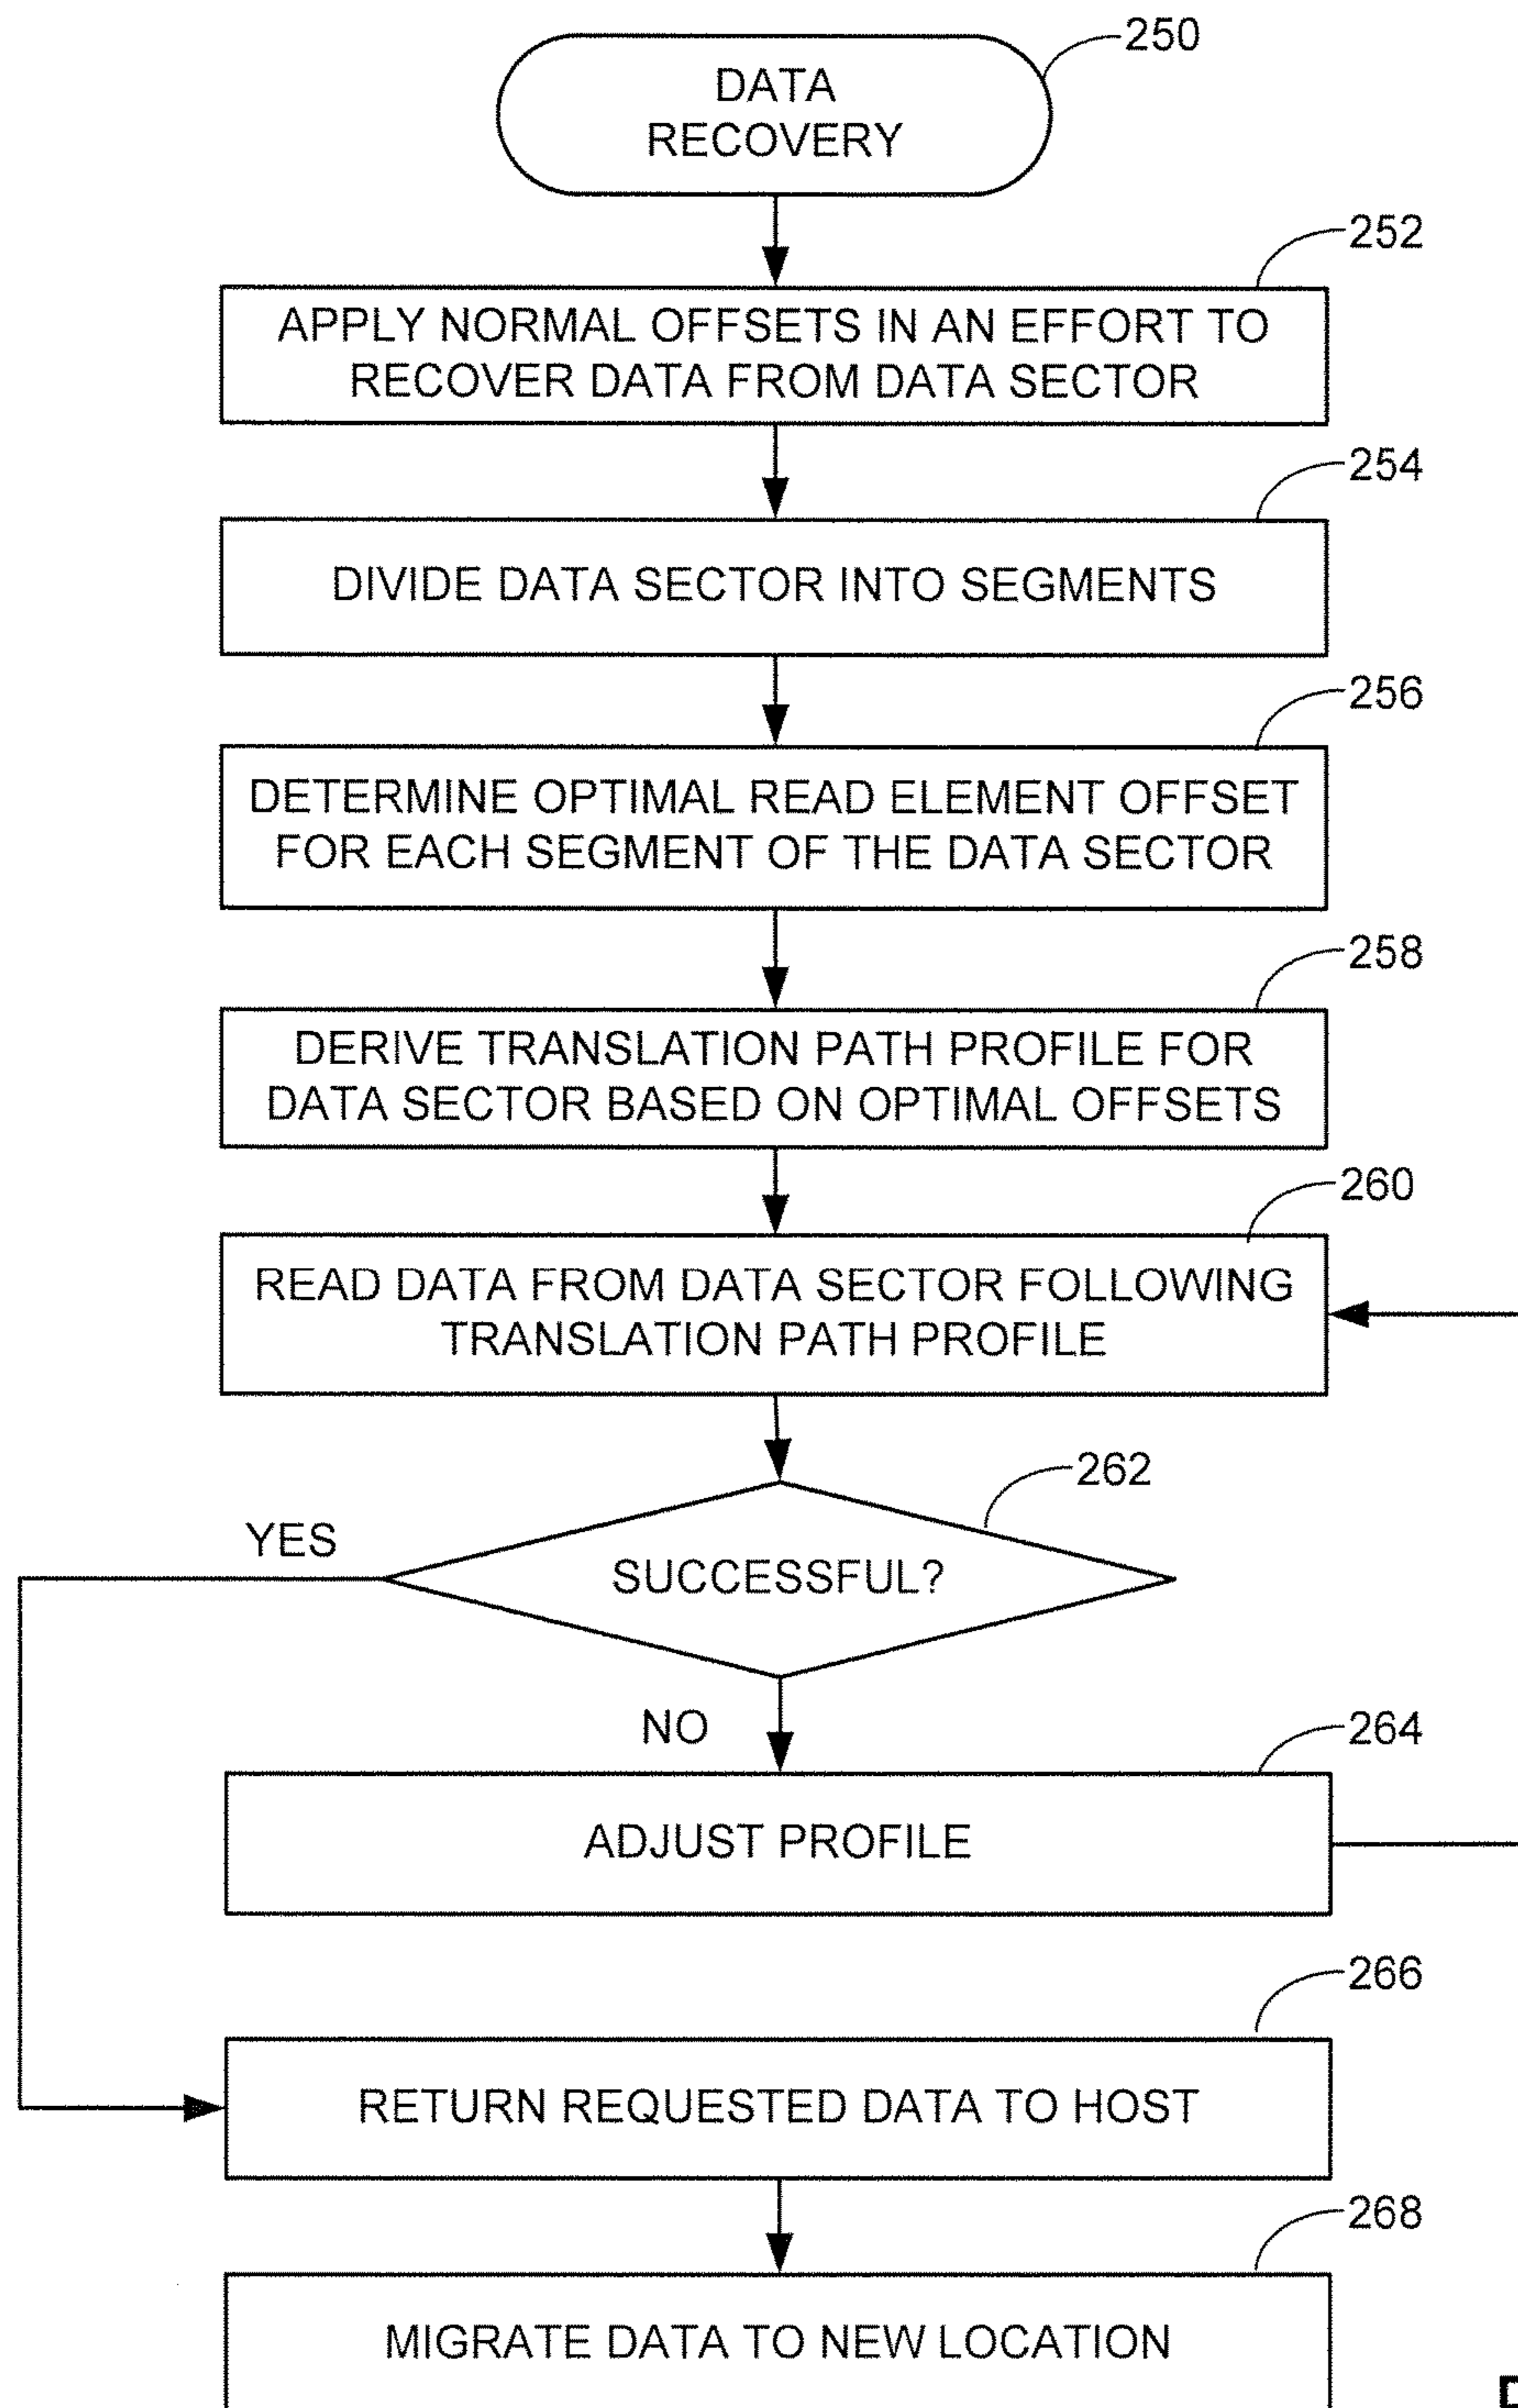 250
DATA
RECOVERY
252
APPLY NORMAL OFFSETS IN AN EFFORT TO
RECOVER DATA FROM DATA SECTOR
254
DIVIDE DATA SECTOR INTO SEGMENTS
256
DETERMINE OPTIMAL READ ELEMENT OFFSET
FOR EACH SEGMENT OF THE DATA SECTOR
258
DERIVE TRANSLATION PATH PROFILE FOR
DATA SECTOR BASED ON OPTIMAL OFFSETS
260
READ DATA FROM DATA SECTOR FOLLOWING
TRANSLATION PATH PROFILE
262
YES
SUCCESSFUL?
NO
264
ADJUST PROFILE
266
RETURN REQUESTED DATA TO HOST
268
MIGRATE DATA TO NEW LOCATION